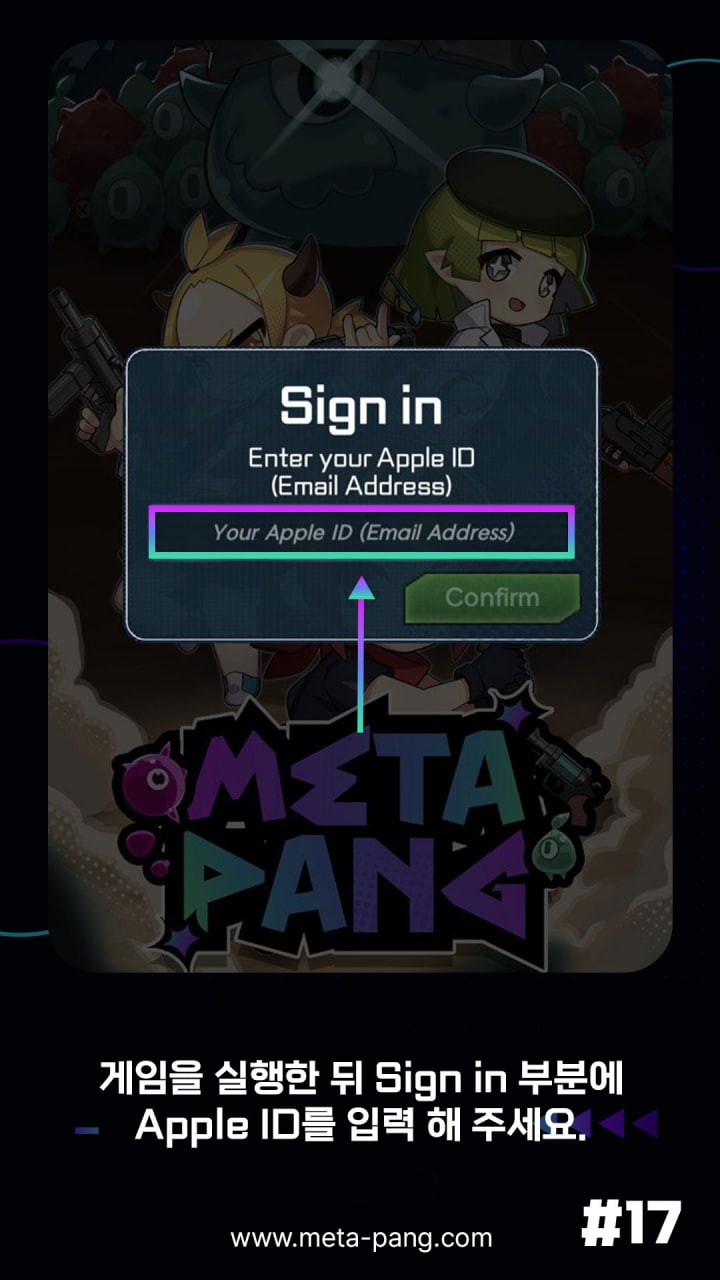 Sign in
Enter your Apple ID
(Email Address)
Your Apple ID (Email Address)
Confirm
META
PANG
게임을 실행한 뒤 Sign in 부분에
Apple ID를 입력 해 주세요.
#17
www.meta-pang.com